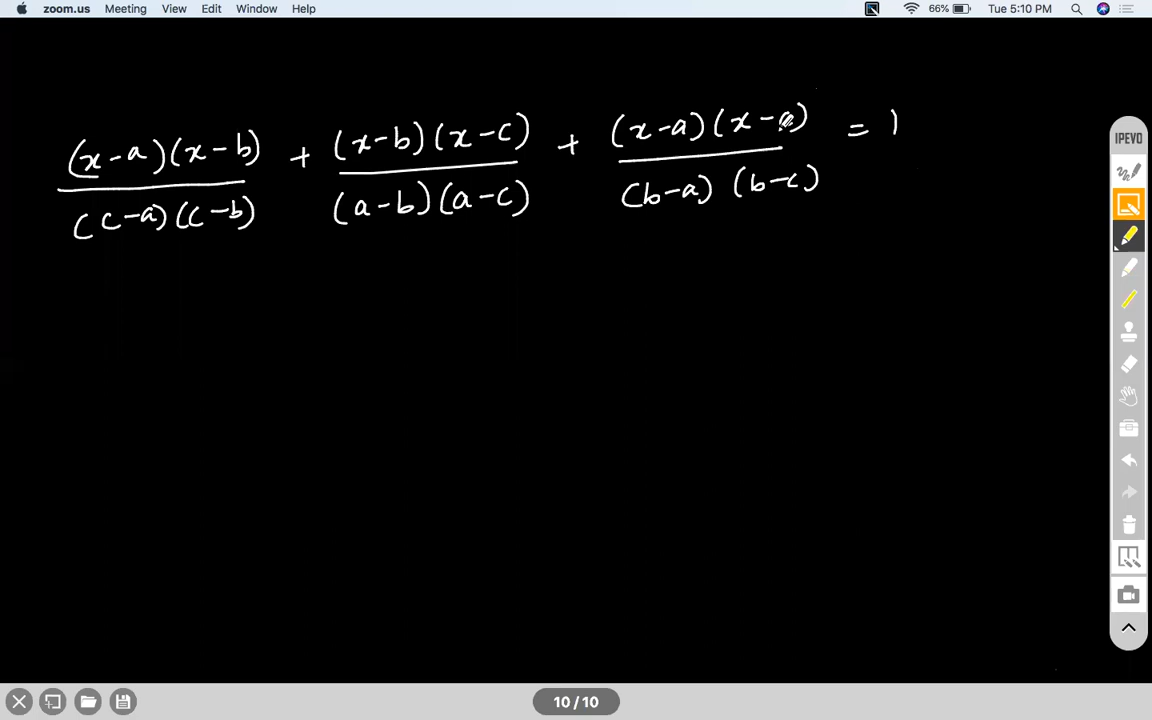 zoom.us Meeting View Edit Window Help 66% Tue 5:10 PM
(x-a)(x-b) + (x-b)(x-c) + (x-a)(x- ) = 1
(c-a)(c-b) (a-b)(a-c) (b-a)(b-c)
IPEVO
10/10